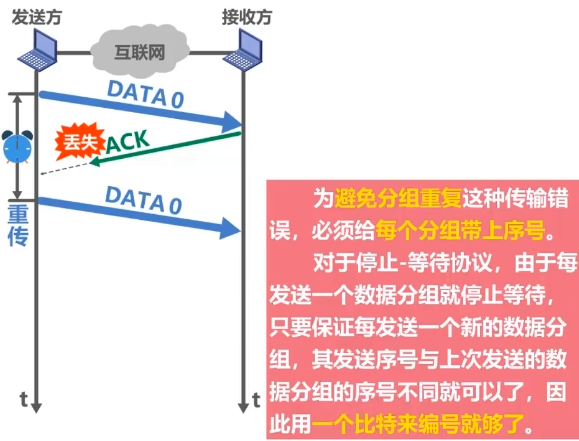 发送方
接收方
互联网
DATA 0
丢失
ACK
重传
DATA 0
t
t
为避免分组重复这种传输错
误，必须给每个分组带上序号。
对于停止-等待协议，由于每
发送一个数据分组就停止等待，
只要保证每发送一个新的数据分
组，其发送序号与上次发送的数
据分组的序号不同就可以了，因
此用一个比特来编号就够了。